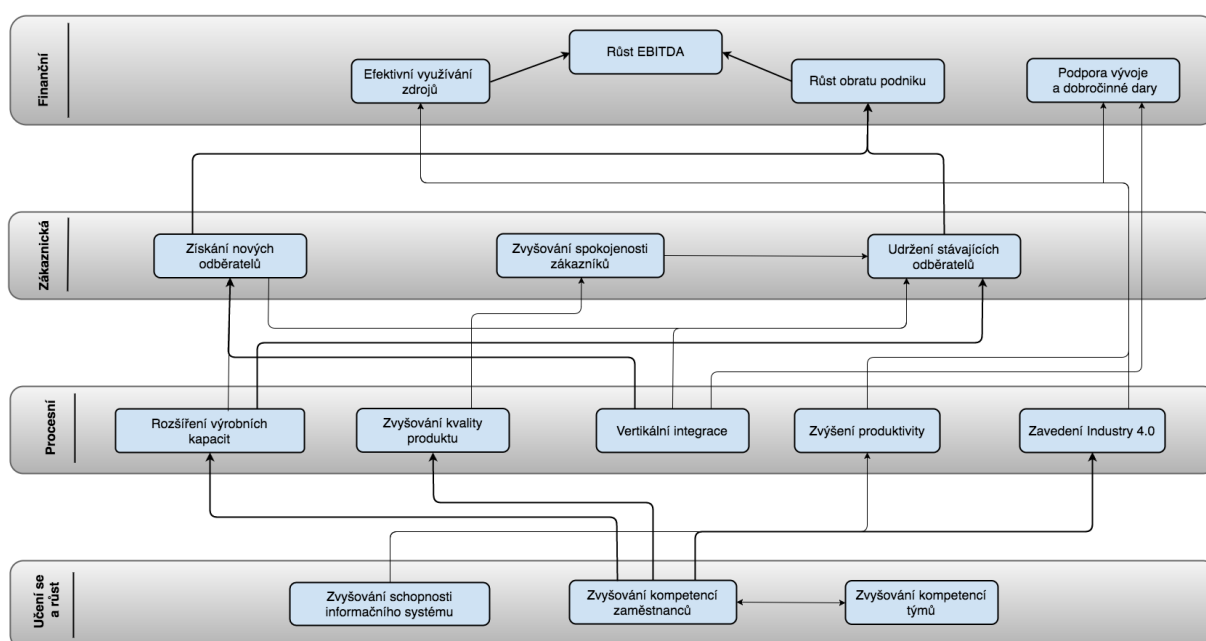 Finanční
Růst EBITDA
Efektivní využívání
zdrojů
Růst obratu podniku
Podpora vývoje
a dobročinné dary
Zákaznická
Získání nových
odběratelů
Zvyšování spokojenosti
zákazníků
Udržení stávajících
odběratelů
Procesní
Rozšíření výrobních
kapacit
Zvyšování kvality
produktu
Vertikální integrace
Zvýšení produktivity
Zavedení Industry 4.0
Učení se
a růst
Zvyšování schopnosti
informačního systému
Zvyšování kompetencí
zaměstnanců
Zvyšování kompetencí
týmů